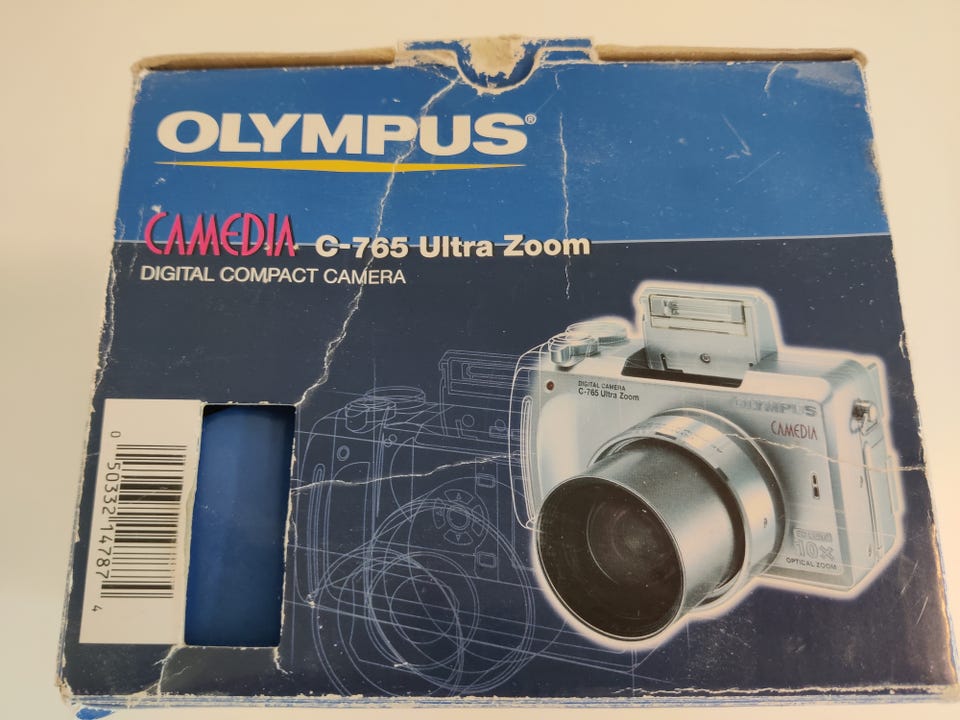 OLYMPUS®
CAMEDIA C-765 Ultra Zoom
DIGITAL COMPACT CAMERA
DIGITAL CAMERA
C-765 Ultra Zoom
OLYMPUS
CAMEDIA
10x
OPTICAL ZOOM
0 50332 14787 4